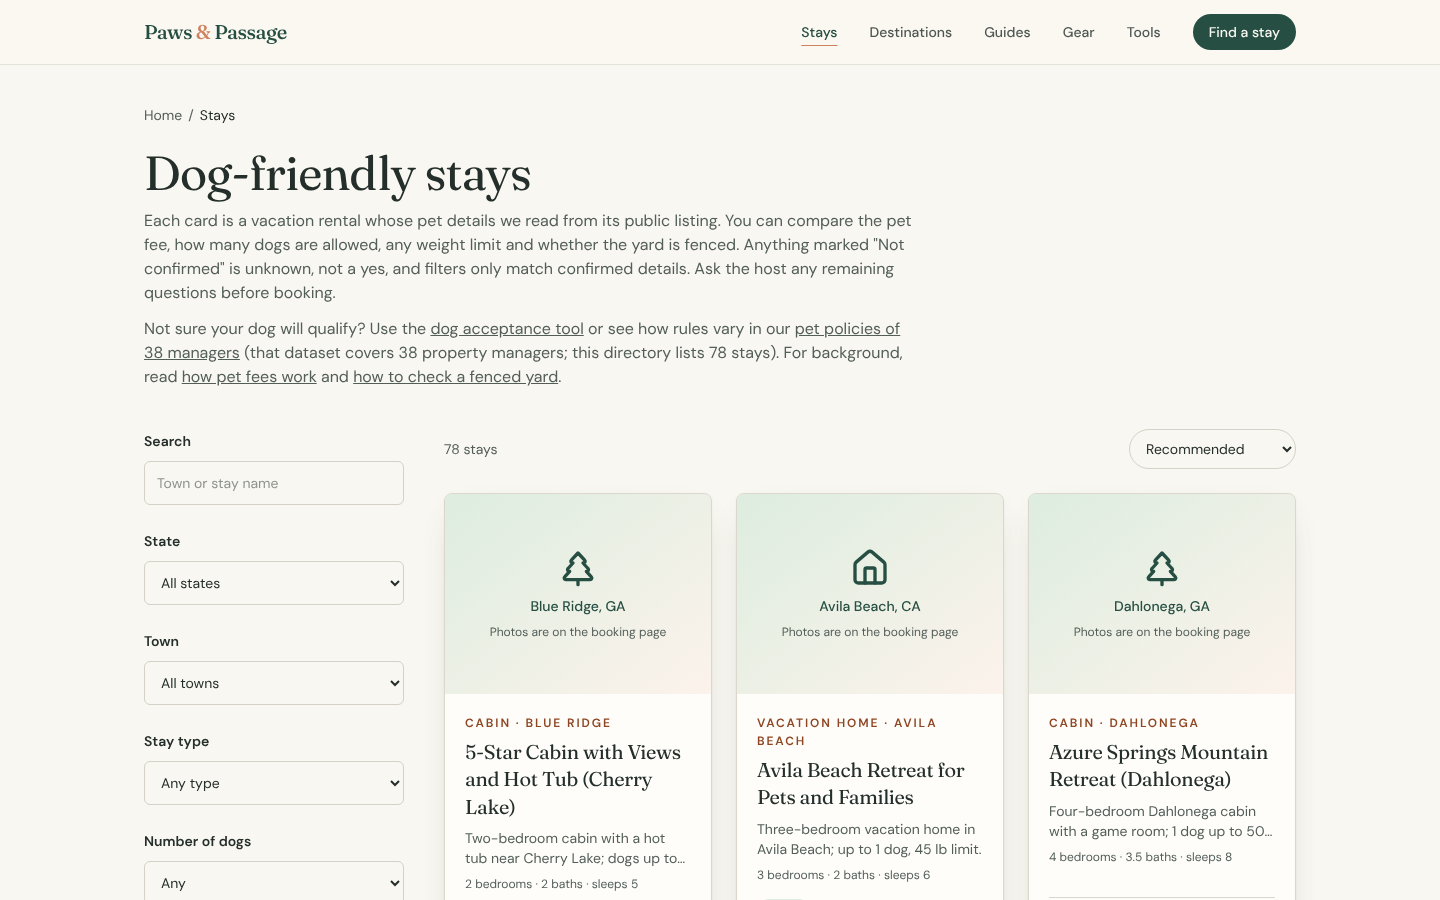 Paws & Passage
Stays
Destinations
Guides
Gear
Tools
Find a stay
Home / Stays
Dog-friendly stays
Each card is a vacation rental whose pet details we read from its public listing. You can compare the pet
fee, how many dogs are allowed, any weight limit and whether the yard is fenced. Anything marked "Not
confirmed" is unknown, not a yes, and filters only match confirmed details. Ask the host any remaining
questions before booking.
Not sure your dog will qualify? Use the dog acceptance tool or see how rules vary in our pet policies of
38 managers (that dataset covers 38 property managers; this directory lists 78 stays). For background,
read how pet fees work and how to check a fenced yard.
Search
Town or stay name
State
All states
Town
All towns
Stay type
Any type
Number of dogs
Any
78 stays
Recommended
Blue Ridge, GA
Photos are on the booking page
CABIN · BLUE RIDGE
5-Star Cabin with Views
and Hot Tub (Cherry
Lake)
Two-bedroom cabin with a hot
tub near Cherry Lake; dogs up to...
2 bedrooms · 2 baths · sleeps 5
Avila Beach, CA
Photos are on the booking page
VACATION HOME · AVILA
BEACH
Avila Beach Retreat for
Pets and Families
Three-bedroom vacation home in
Avila Beach; up to 1 dog, 45 lb limit.
3 bedrooms · 2 baths · sleeps 6
Dahlonega, GA
Photos are on the booking page
CABIN · DAHLONEGA
Azure Springs Mountain
Retreat (Dahlonega)
Four-bedroom Dahlonega cabin
with a game room; 1 dog up to 50...
4 bedrooms · 3.5 baths · sleeps 8